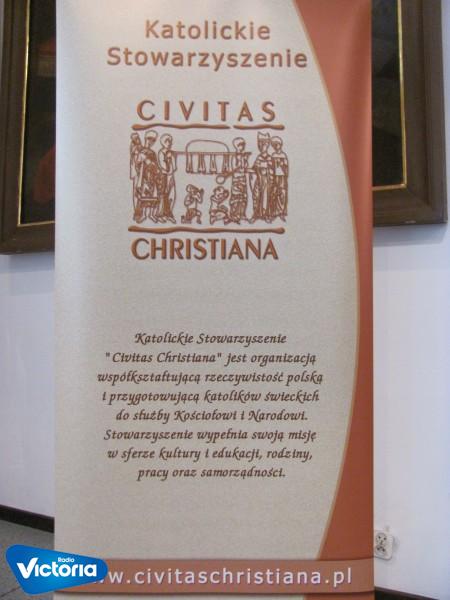 Katolickie
Stowarzyszenie
CIVITAS
CHRISTIANA
Katolickie Stowarzyszenie
"Civitas Christiana" jest organizacją
współkształtującą rzeczywistość polską
i przygotowującą katolików świeckich
do służby Kościołowi i Narodowi.
Stowarzyszenie wypełnia swoją misję
w sferze kultury i edukacji, rodziny,
pracy oraz samorządności.
www.civitaschristiana.pl
Radio
Victoria